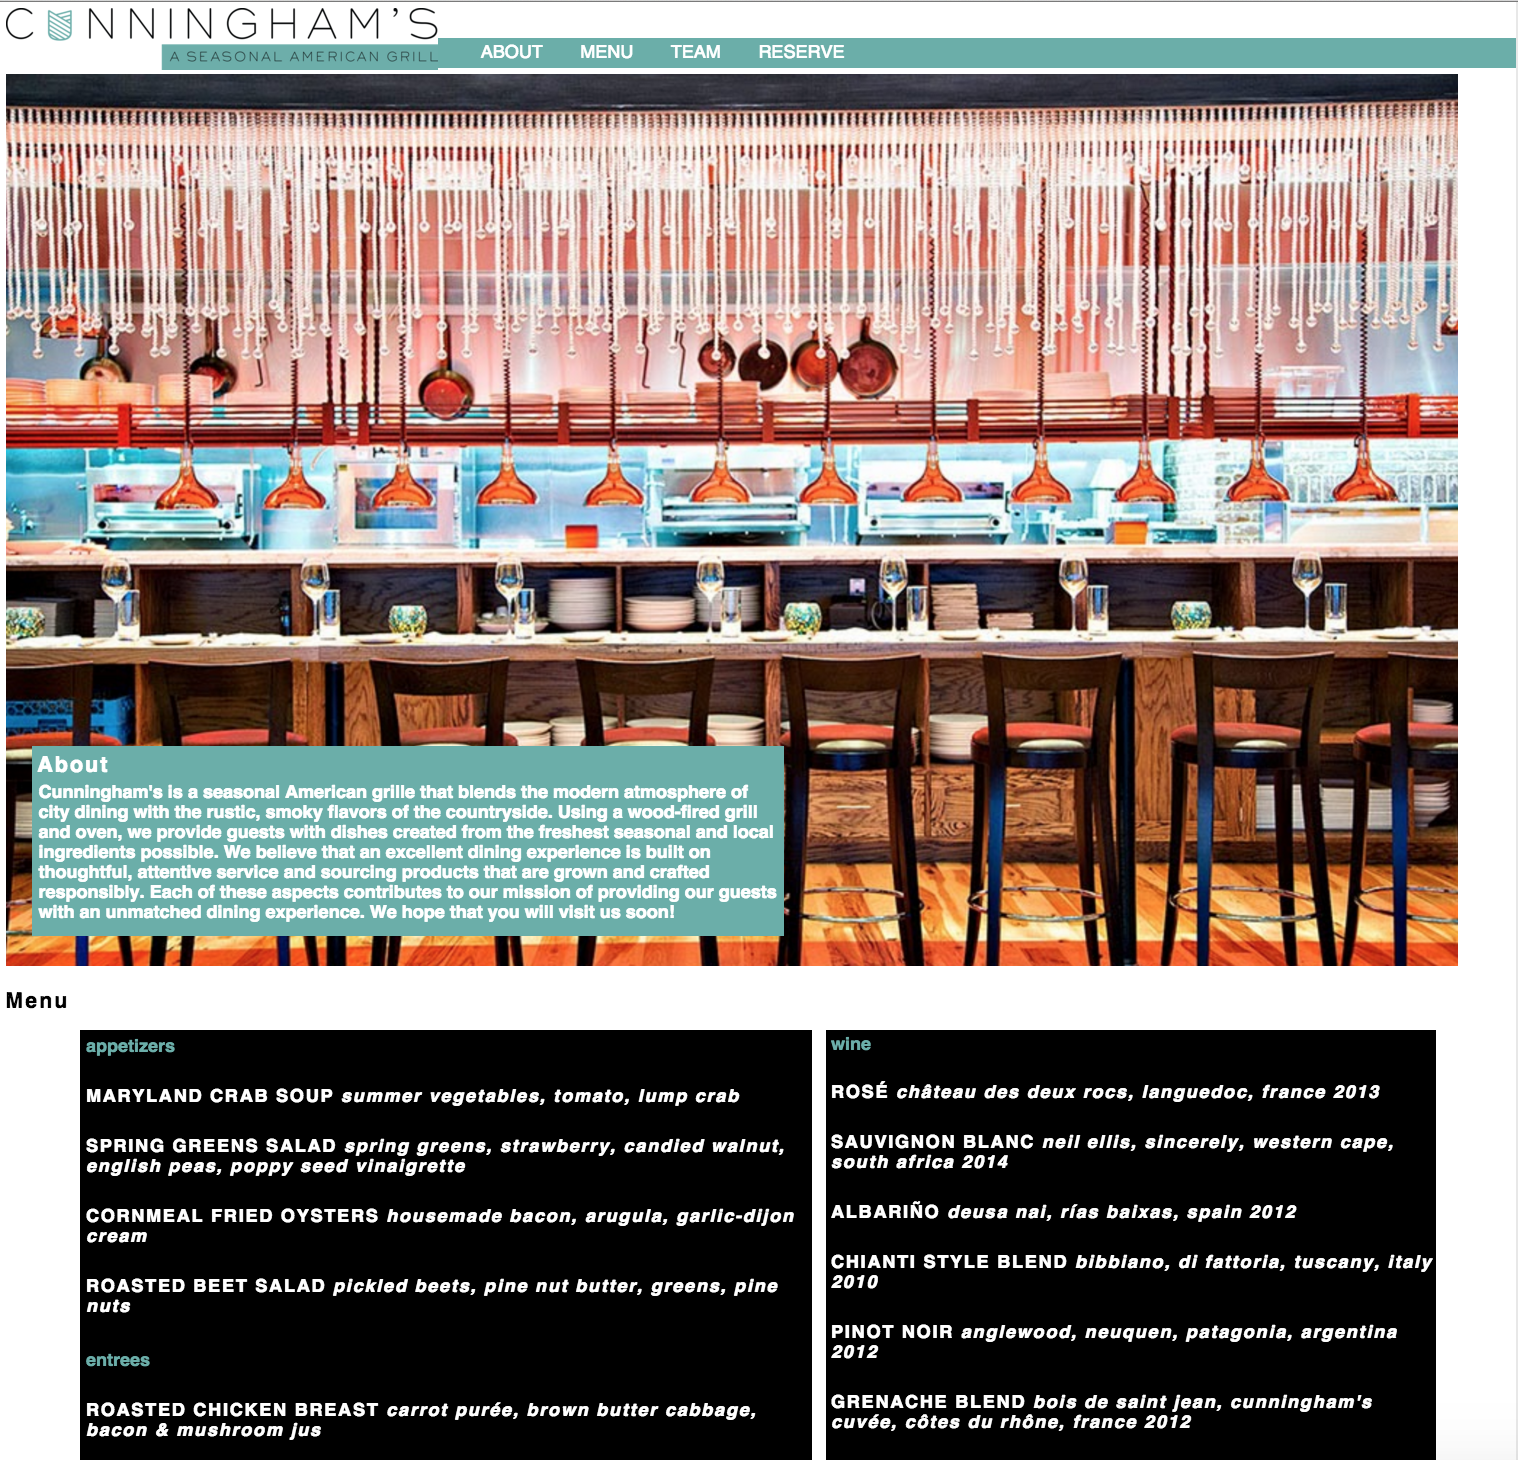 CUNNINGHAM'S
A SEASONAL AMERICAN GRILL
ABOUT MENU TEAM RESERVE
About
Cunningham's is a seasonal American grille that blends the modern atmosphere of
city dining with the rustic, smoky flavors of the countryside. Using a wood-fired grill
and oven, we provide guests with dishes created from the freshest seasonal and local
ingredients possible. We believe that an excellent dining experience is built on
thoughtful, attentive service and sourcing products that are grown and crafted
responsibly. Each of these aspects contributes to our mission of providing our guests
with an unmatched dining experience. We hope that you will visit us soon!
Menu
appetizers
MARYLAND CRAB SOUP summer vegetables, tomato, lump crab
SPRING GREENS SALAD spring greens, strawberry, candied walnut,
english peas, poppy seed vinaigrette
CORNMEAL FRIED OYSTERS housemade bacon, arugula, garlic-dijon
cream
ROASTED BEET SALAD pickled beets, pine nut butter, greens, pine
nuts
entrees
ROASTED CHICKEN BREAST carrot purée, brown butter cabbage,
bacon & mushroom jus
wine
ROSÉ château des deux rocs, languedoc, france 2013
SAUVIGNON BLANC neil ellis, sincerely, western cape,
south africa 2014
ALBARIÑO deusa nai, rías baixas, spain 2012
CHIANTI STYLE BLEND bibbiano, di fattoria, tuscany, italy
2010
PINOT NOIR anglewood, neuquen, patagonia, argentina
2012
GRENACHE BLEND bois de saint jean, cunningham's
cuvée, côtes du rhône, france 2012